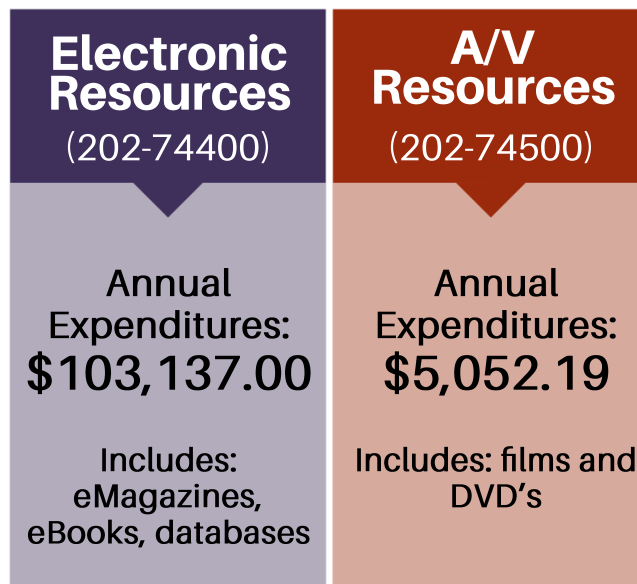 Electronic
Resources
(202-74400)
Annual
Expenditures:
$103,137.00
Includes:
eMagazines,
eBooks, databases
A/V
Resources
(202-74500)
Annual
Expenditures:
$5,052.19
Includes: films and
DVD’s